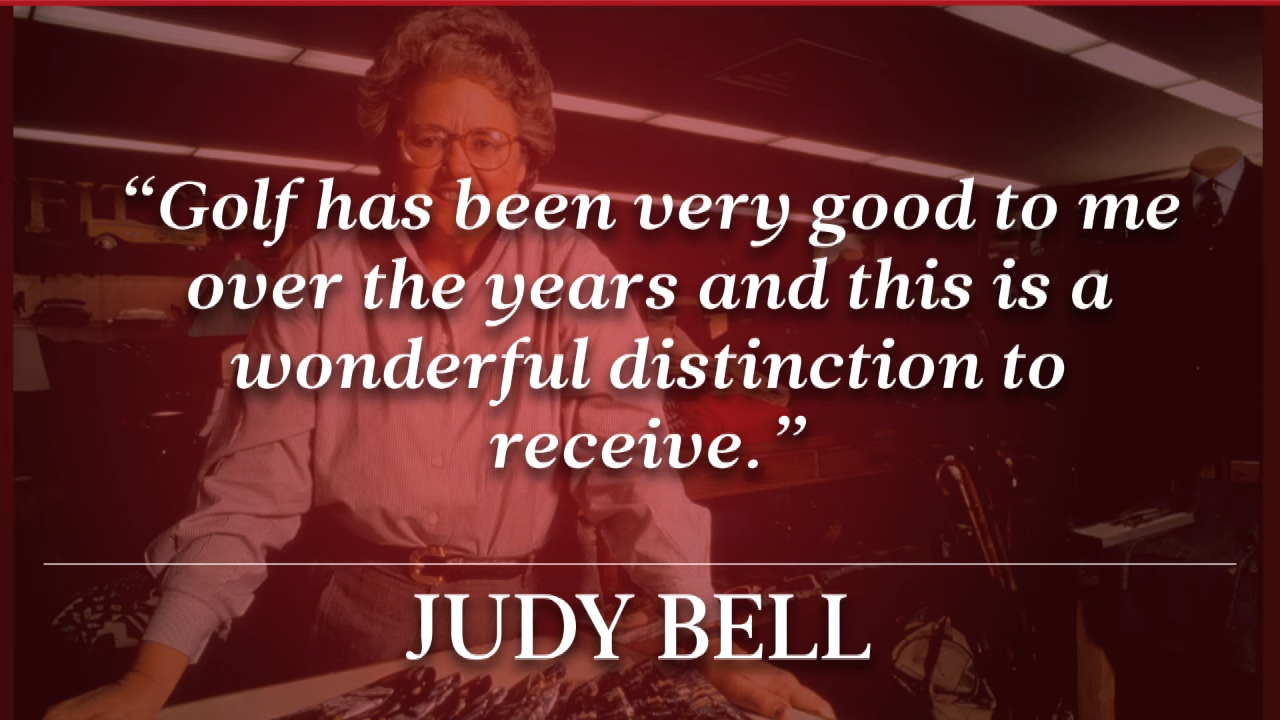 “Golf has been very good to me
over the years and this is a
wonderful distinction to
receive.”
JUDY BELL